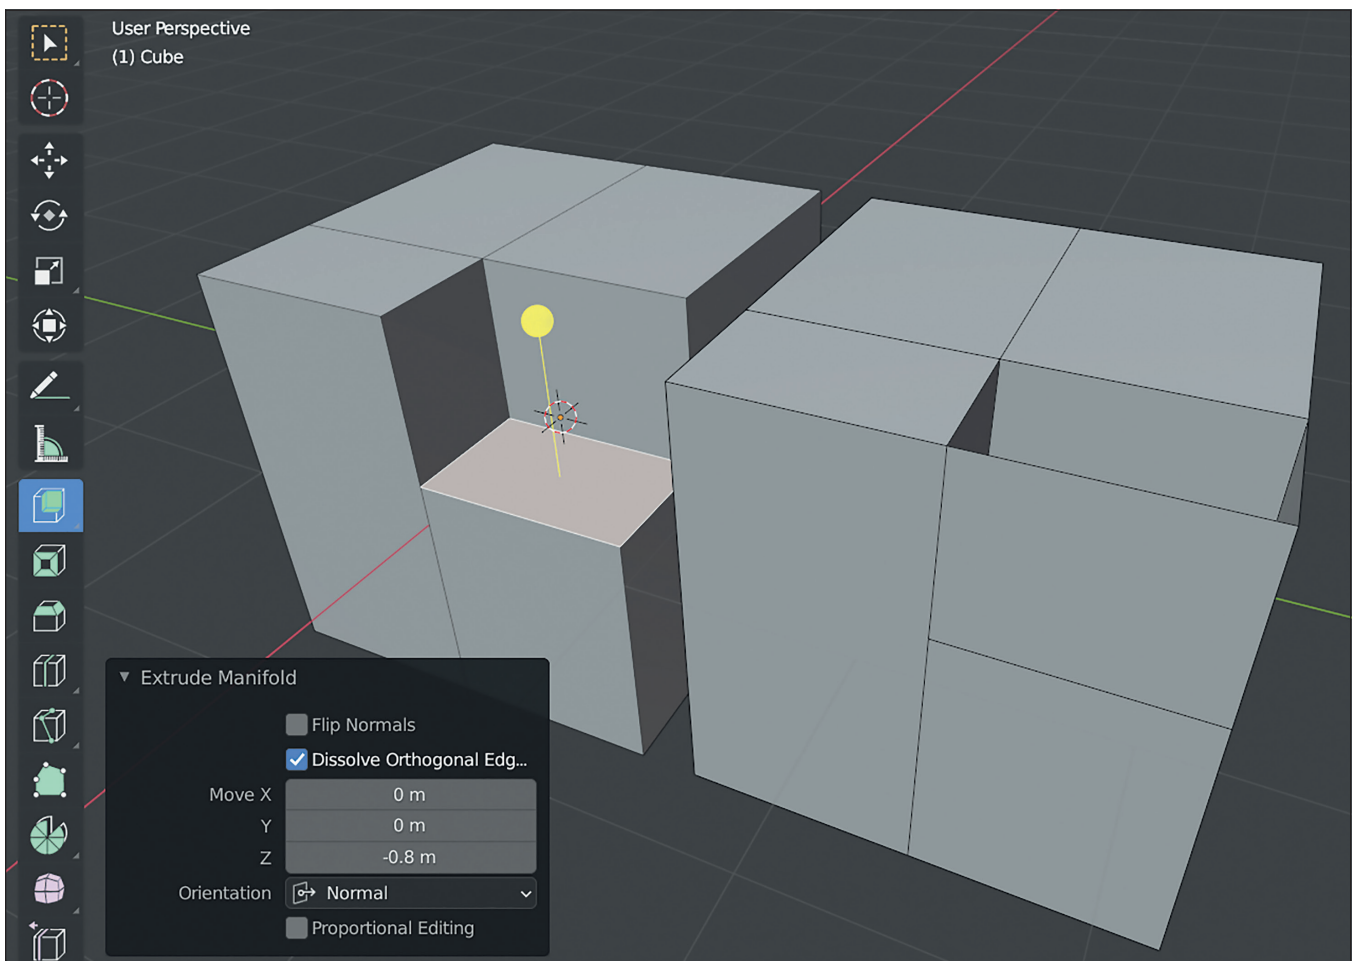 User Perspective
(1) Cube
Extrude Manifold
Flip Normals
Dissolve Orthogonal Edg...
Move X 0 m
Y 0 m
Z -0.8 m
Orientation Normal
Proportional Editing